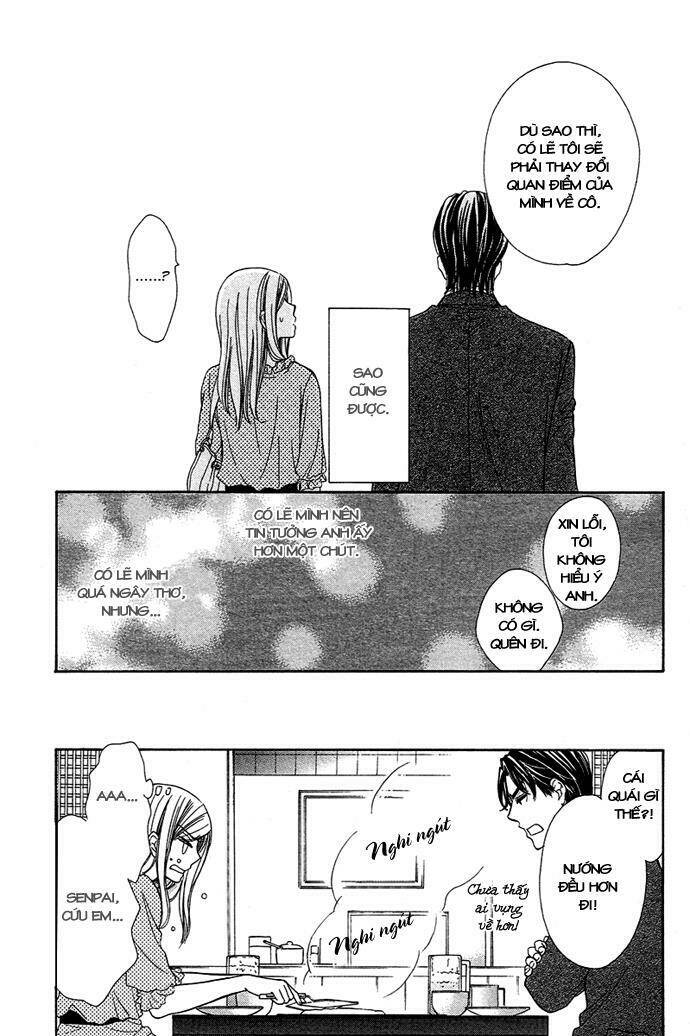 DÙ SAO THÌ,
CÓ LẼ TÔI SẼ
PHẢI THAY ĐỔI
QUAN ĐIỂM CỦA
MÌNH VỀ CÔ.
.......?
SAO
CŨNG
ĐƯỢC.
XIN LỖI,
TÔI
KHÔNG
HIỂU Ý
ANH.
KHÔNG
CÓ GÌ.
QUÊN ĐI.
CÓ LẼ MÌNH NÊN
TIN TƯỞNG ANH ẤY
HƠN MỘT CHÚT.
CÓ LẼ MÌNH
QUÁ NGÂY THƠ,
NHƯNG...
CÁI
QUÁI GÌ
THẾ?!
NƯỚNG
ĐỀU HƠN
ĐI!
Chưa thấy
ai vụng
về hơn!
Nghi ngút
Nghi ngút
AAA...
SENPAI,
CỨU EM...